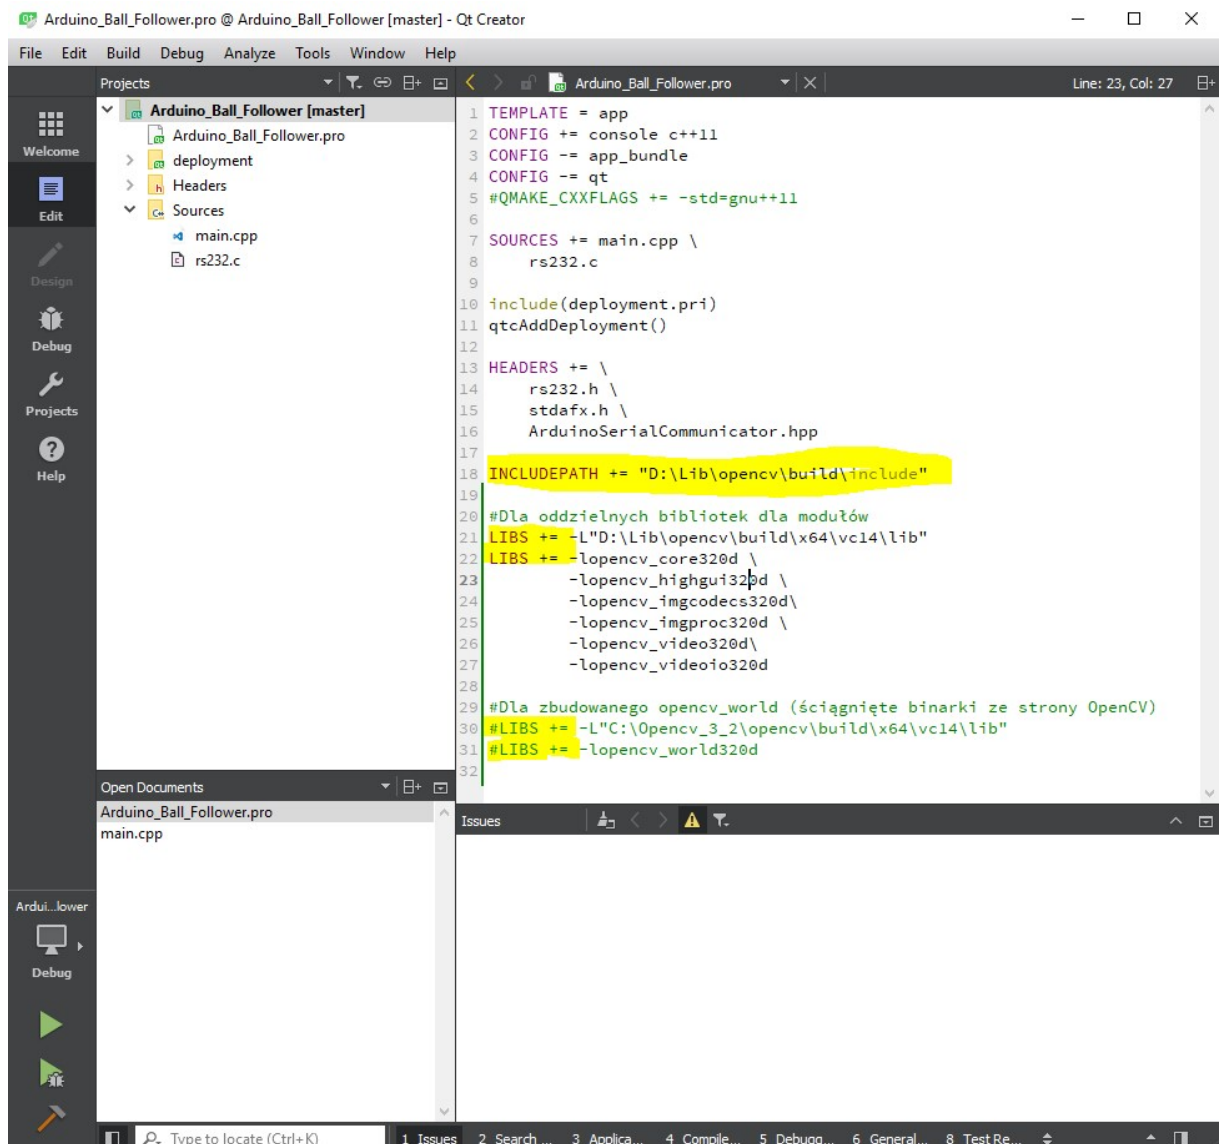 Arduino_Ball_Follower.pro @ Arduino_Ball_Follower [master] - Qt Creator
File Edit Build Debug Analyze Tools Window Help
Projects
Arduino_Ball_Follower.pro
Line: 23, Col: 27
Welcome
Edit
Design
Debug
Projects
Help
Arduino_Ball_Follower [master]
Arduino_Ball_Follower.pro
deployment
Headers
Sources
main.cpp
rs232.c
1 TEMPLATE = app
2 CONFIG += console c++11
3 CONFIG -= app_bundle
4 CONFIG -= qt
5 #QMAKE_CXXFLAGS += -std=gnu++11
6
7 SOURCES += main.cpp \
8     rs232.c
9
10 include(deployment.pri)
11 qtcAddDeployment()
12
13 HEADERS += \
14     rs232.h \
15     stdafx.h \
16     ArduinoSerialCommunicator.hpp
17
18 INCLUDEPATH += "D:\Lib\opencv\build\include"
19
20 #Dla oddzielnych bibliotek dla modułów
21 LIBS += -L"D:\Lib\opencv\build\x64\vc14\lib"
22 LIBS += -lopencv_core320d \
23         -lopencv_highgui320d \
24         -lopencv_imgcodecs320d\
25         -lopencv_imgproc320d \
26         -lopencv_video320d\
27         -lopencv_videoio320d
28
29 #Dla zbudowanego opencv_world (ściągnięte binarki ze strony OpenCV)
30 #LIBS += -L"C:\Opencv_3_2\opencv\build\x64\vc14\lib"
31 #LIBS += -lopencv_world320d
32
Open Documents
Arduino_Ball_Follower.pro
main.cpp
Issues
Ardui...lower
Debug
Type to locate (Ctrl+K)
1 Issues 2 Search ... 3 Applica... 4 Compile... 5 Debugg... 6 General... 8 Test Re...